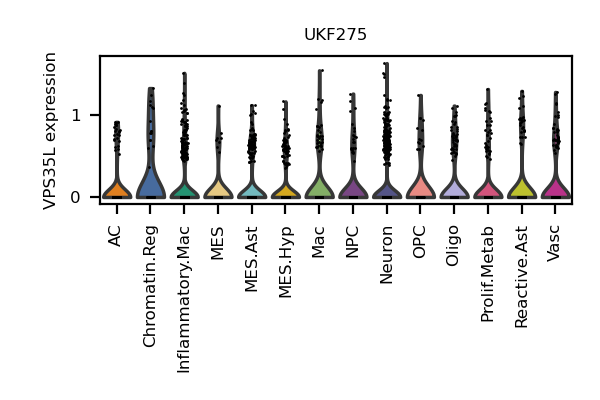 UKF275
VPS35L expression
1
0
AC
Chromatin.Reg
Inflammatory.Mac
MES
MES.Ast
MES.Hyp
Mac
NPC
Neuron
OPC
Oligo
Prolif.Metab
Reactive.Ast
Vasc